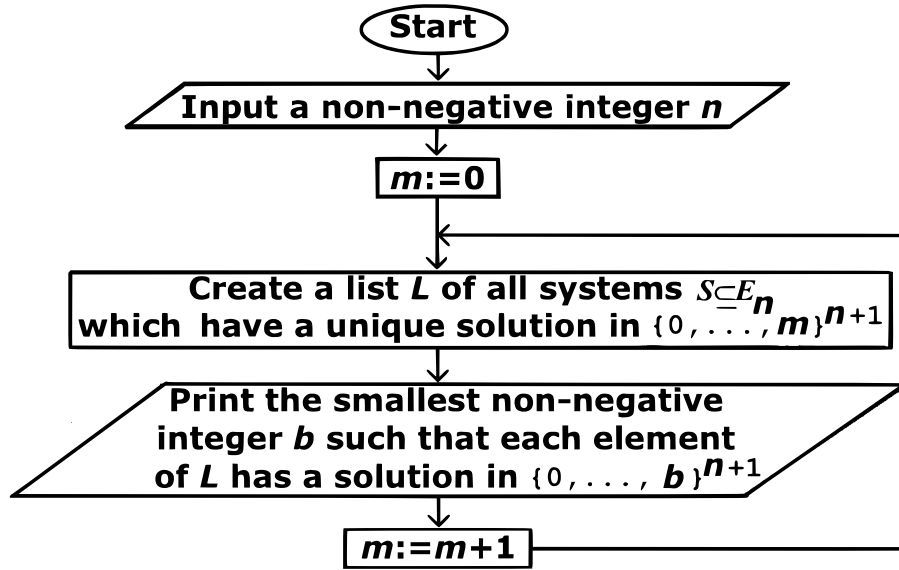 Start
Input a non-negative integer n
m:=0
Create a list L of all systems S⊆Eₙ
which have a unique solution in {0,...,m}ⁿ⁺¹
Print the smallest non-negative
integer b such that each element
of L has a solution in {0,..., b}ⁿ⁺¹
m:=m+1